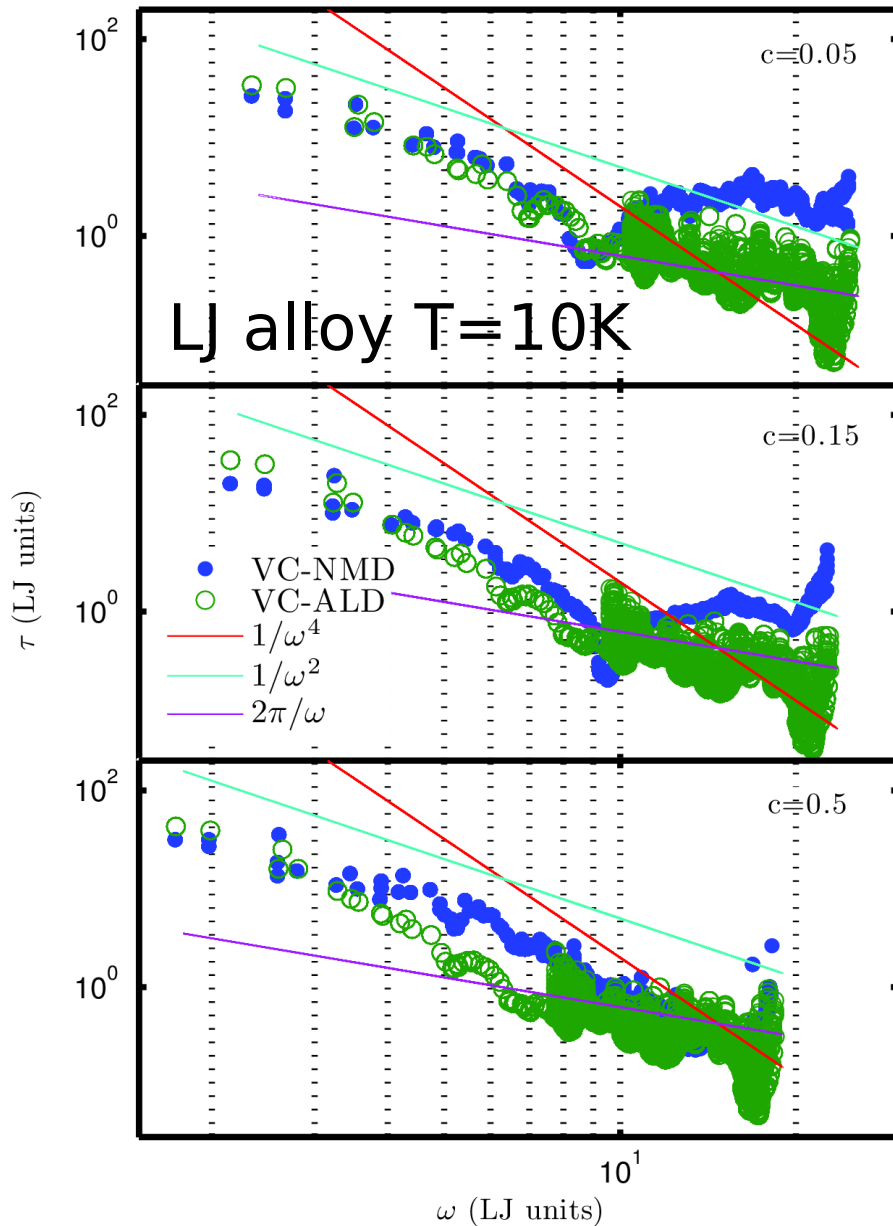 10²
c=0.05
10⁰
LJ alloy T=10K
10²
c=0.15
τ (LJ units)
VC-NMD
VC-ALD
10⁰
1/ω⁴
1/ω²
2π/ω
10²
c=0.5
10⁰
10¹
ω (LJ units)